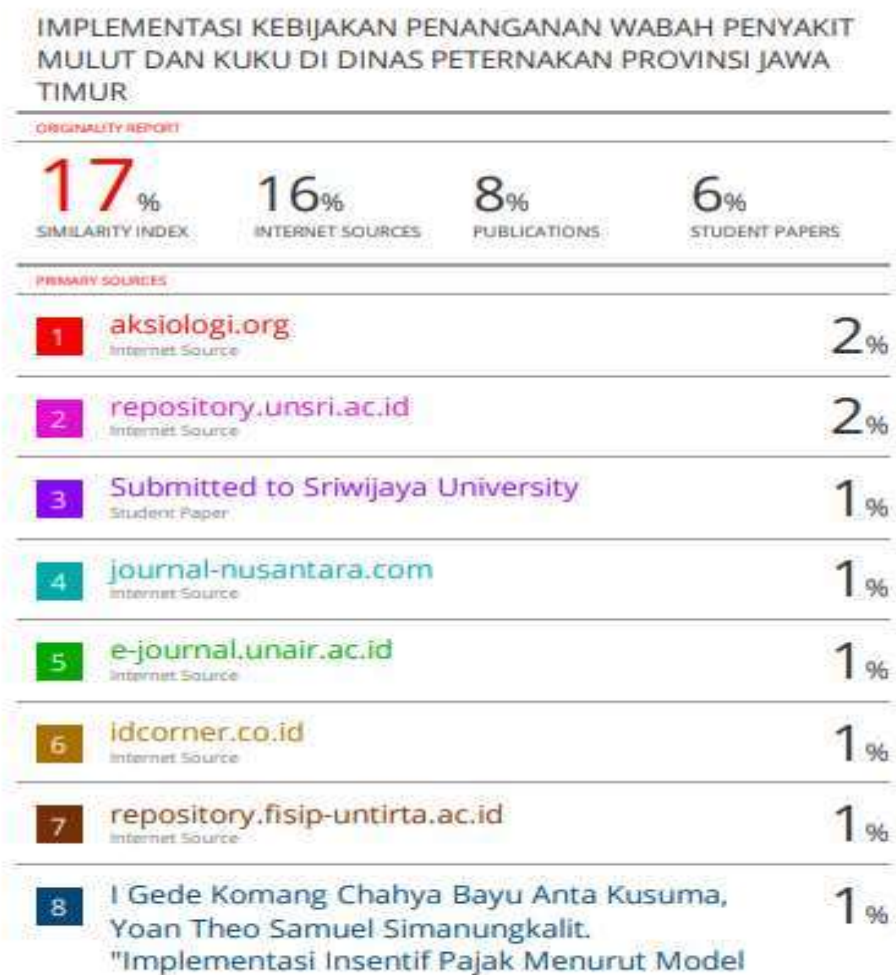 IMPLEMENTASI KEBIJAKAN PENANGANAN WABAH PENYAKIT
MULUT DAN KUKU DI DINAS PETERNAKAN PROVINSI JAWA
TIMUR
ORIGINALITY REPORT
17% 16% 8% 6%
SIMILARITY INDEX INTERNET SOURCES PUBLICATIONS STUDENT PAPERS
PRIMARY SOURCES
1 aksiologi.org 2%
Internet Source
2 repository.unsri.ac.id 2%
Internet Source
3 Submitted to Sriwijaya University 1%
Student Paper
4 journal-nusantara.com 1%
Internet Source
5 e-journal.unair.ac.id 1%
Internet Source
6 idcorner.co.id 1%
Internet Source
7 repository.fisip-untirta.ac.id 1%
Internet Source
8 I Gede Komang Chahya Bayu Anta Kusuma, 1%
Yoan Theo Samuel Simanungkalit.
"Implementasi Insentif Pajak Menurut Model